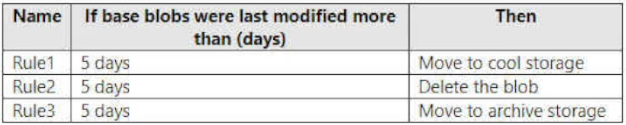 Name If base blobs were last modified more Then
than (days)
Rule1 5 days Move to cool storage
Rule2 5 days Delete the blob
Rule3 5 days Move to archive storage